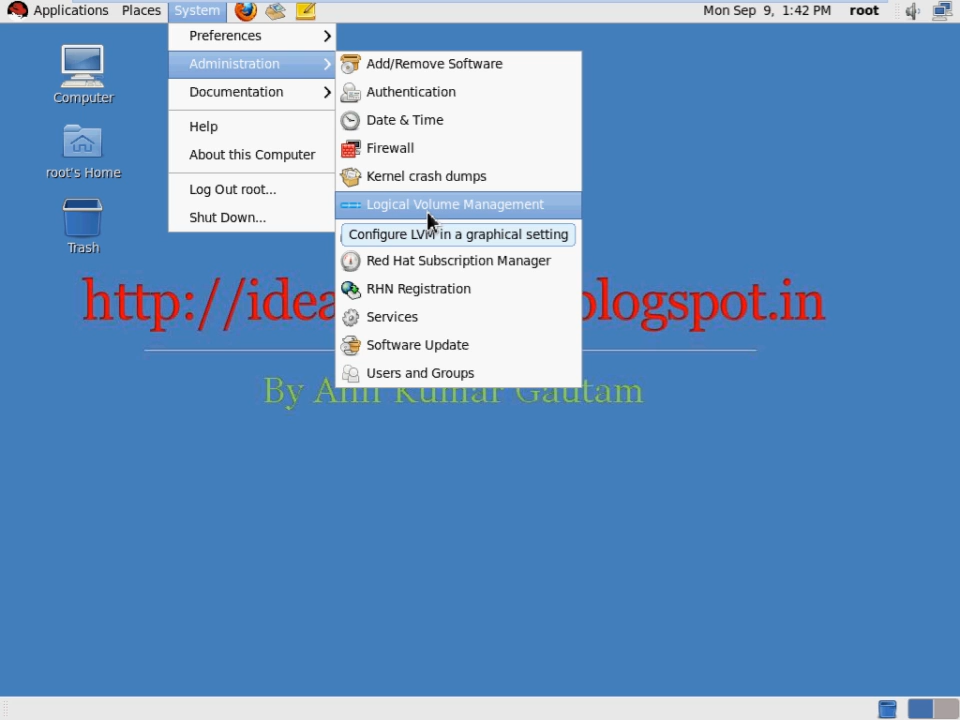 Applications Places System Mon Sep 9, 1:42 PM root
Preferences
Administration
Documentation
Help
About this Computer
Log Out root...
Shut Down...
Add/Remove Software
Authentication
Date & Time
Firewall
Kernel crash dumps
Logical Volume Management
Configure LVM in a graphical setting
Red Hat Subscription Manager
RHN Registration
Services
Software Update
Users and Groups
Computer
root's Home
Trash
http://idea blogspot.in
By Anil Kumar Gautam